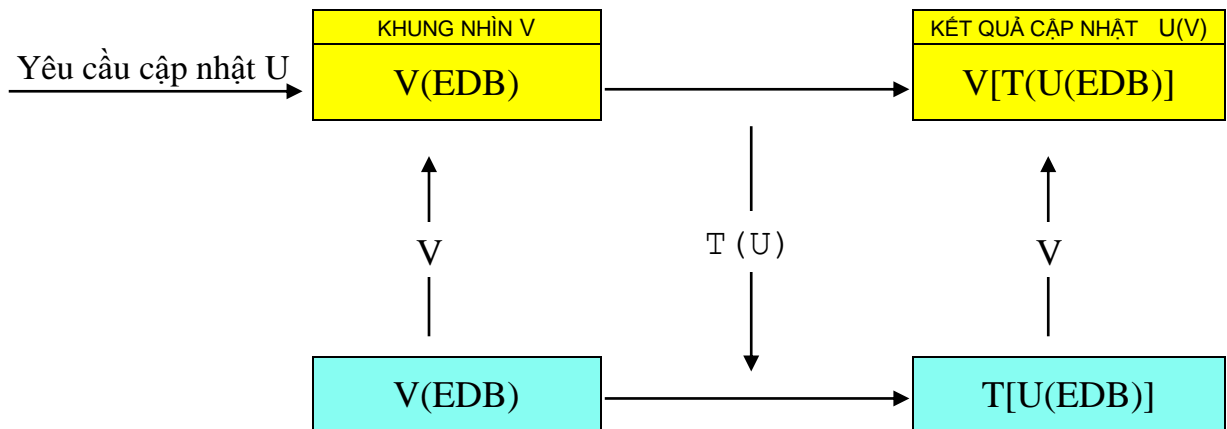 KHUNG NHÌN V
KẾT QUẢ CẬP NHẬT U(V)
Yêu cầu cập nhật U
V(EDB)
V[T(U(EDB)]
V
T(U)
V
V(EDB)
T[U(EDB)]